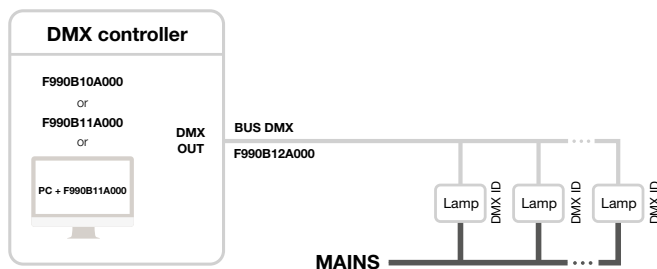 DMX controller
F990B10A000
or
F990B11A000
or
PC + F990B11A000
DMX
OUT
BUS DMX
F990B12A000
Lamp
DMX ID
Lamp
DMX ID
Lamp
DMX ID
MAINS